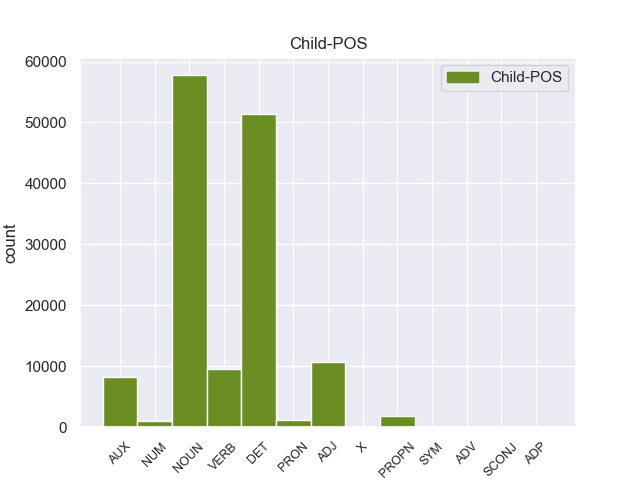 Child-POS
Child-POS
60000
50000
40000
30000
20000
10000
0
count
AUX
NUM
NOUN
VERB
DET
PRON
ADJ
X
PROPN
SYM
ADV
SCONJ
ADP